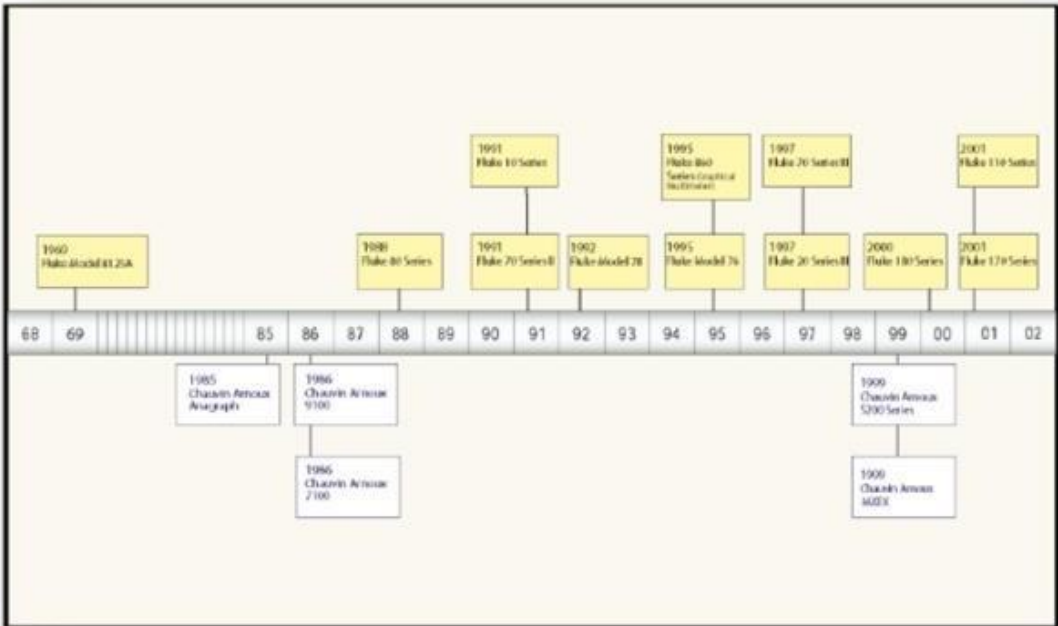 1991
Fluke 10 Series
1995
Fluke 860
Series
1997
Fluke 70 Series III
2001
Fluke 110 Series
1969
Fluke Model 8120A
1988
Fluke 80 Series
1991
Fluke 70 Series II
1992
Fluke Model 78
1995
Fluke Model 76
1997
Fluke 20 Series III
2000
Fluke 180 Series
2001
Fluke 170 Series
68 69 85 86 87 88 89 90 91 92 93 94 95 96 97 98 99 00 01 02
1985
Chauvin Arnoux
Anagraph
1986
Chauvin Arnoux
9100
1999
Chauvin Arnoux
5200 Series
1986
Chauvin Arnoux
7100
1999
Chauvin Arnoux